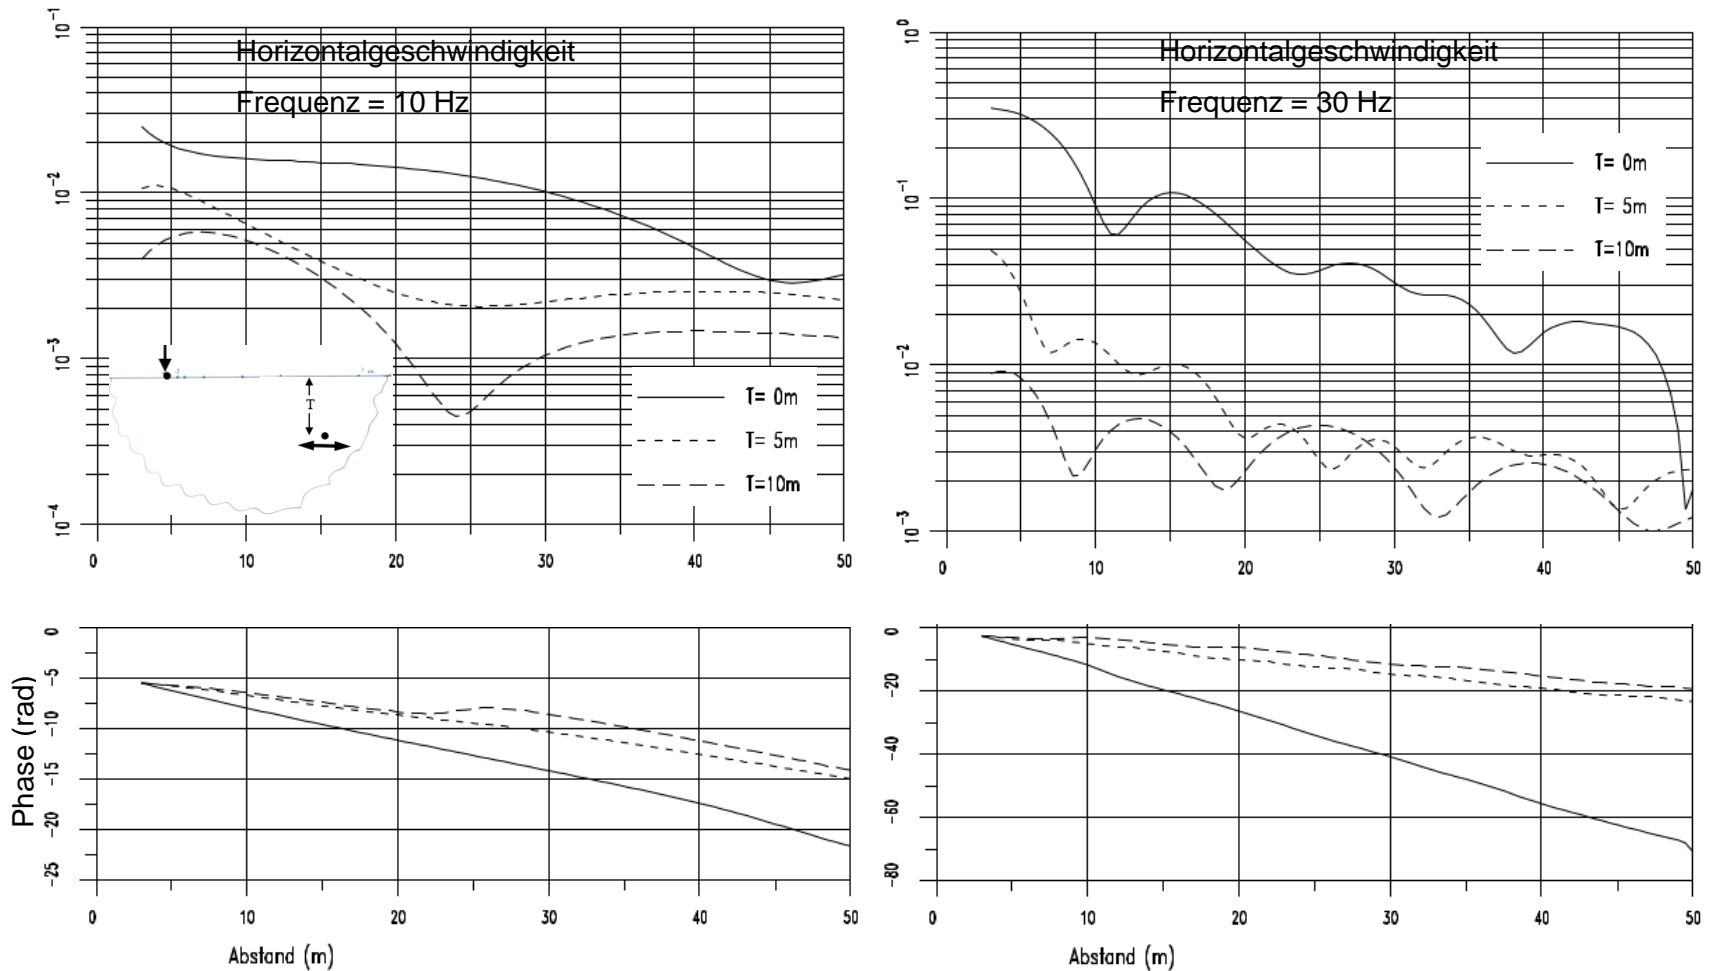 Horizontalgeschwindigkeit
Frequenz = 10 Hz
10⁻¹
10⁻²
10⁻³
10⁻⁴
T
T= 0m
T= 5m
T=10m
0 10 20 30 40 50
Horizontalgeschwindigkeit
Frequenz = 30 Hz
10⁰
10⁻¹
10⁻²
10⁻³
T= 0m
T= 5m
T=10m
0 10 20 30 40 50
Phase (rad)
0
-5
-10
-15
-20
-25
0 10 20 30 40 50
Abstand (m)
0
-20
-40
-60
-80
0 10 20 30 40 50
Abstand (m)